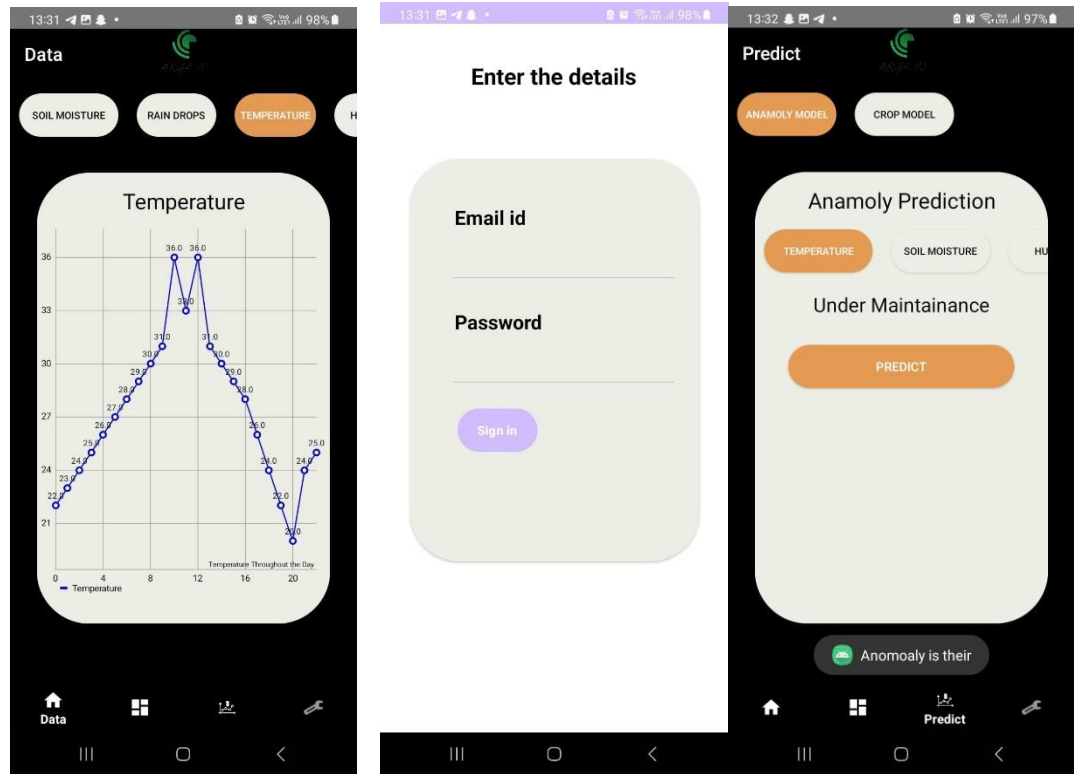 13:31 98%
Data
SOIL MOISTURE RAIN DROPS TEMPERATURE H
Temperature
36.0 36.0
36
33.0
33
31.0 31.0
30.0 30.0
30
29.0 29.0
28.0 28.0
27.0
27
26.0 26.0
25.0 25.0
24.0 24.0 24.0
24
23.0
22.0 22.0
21
20.0
Temperature Throughout the Day
0 4 8 12 16 20
Temperature
Data
13:31 98%
Enter the details
Email id
Password
Sign in
13:32 97%
Predict
ANAMOLY MODEL CROP MODEL
Anamoly Prediction
TEMPERATURE SOIL MOISTURE HU
Under Maintainance
PREDICT
Anomoaly is their
Predict